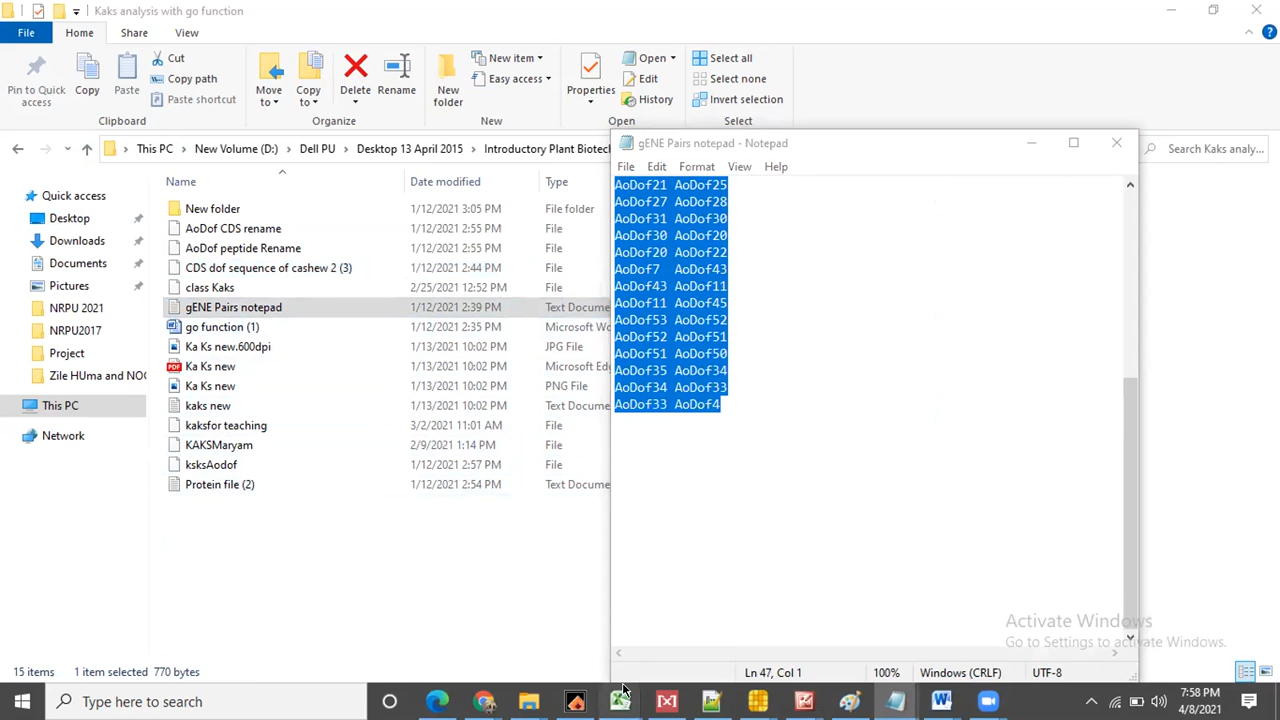 Kaks analysis with go function
File Home Share View
Pin to Quick access
Copy
Paste
Cut
Copy path
Paste shortcut
Clipboard
Move to
Copy to
Delete
Rename
Organize
New folder
New item
Easy access
New
Properties
Open
Edit
History
Open
Select all
Select none
Invert selection
Select
This PC New Volume (D:) Dell PU Desktop 13 April 2015 Introductory Plant Biotech
Search Kaks analy...
Quick access
Desktop
Downloads
Documents
Pictures
NRPU 2021
NRPU2017
Project
Zile HUma and NOO
This PC
Network
Name Date modified Type
New folder 1/12/2021 3:05 PM File folder
AoDof CDS rename 1/12/2021 2:55 PM File
AoDof peptide Rename 1/12/2021 2:55 PM File
CDS dof sequence of cashew 2 (3) 1/12/2021 2:44 PM File
class Kaks 2/25/2021 12:52 PM File
gENE Pairs notepad 1/12/2021 2:39 PM Text Docume
go function (1) 1/12/2021 2:35 PM Microsoft Wo
Ka Ks new.600dpi 1/13/2021 10:02 PM JPG File
Ka Ks new 1/13/2021 10:02 PM Microsoft Edg
Ka Ks new 1/13/2021 10:02 PM PNG File
kaks new 1/13/2021 10:02 PM Text Docume
kaksfor teaching 3/2/2021 11:01 AM File
KAKSMaryam 2/9/2021 1:14 PM File
ksksAodof 1/12/2021 2:57 PM File
Protein file (2) 1/12/2021 2:54 PM Text Docume
15 items 1 item selected 770 bytes
gENE Pairs notepad - Notepad
File Edit Format View Help
AoDof21 AoDof25
AoDof27 AoDof28
AoDof31 AoDof30
AoDof30 AoDof20
AoDof20 AoDof22
AoDof7 AoDof43
AoDof43 AoDof11
AoDof11 AoDof45
AoDof53 AoDof52
AoDof52 AoDof51
AoDof51 AoDof50
AoDof35 AoDof34
AoDof34 AoDof33
AoDof33 AoDof4
Ln 47, Col 1 100% Windows (CRLF) UTF-8
Activate Windows
Go to Settings to activate Windows.
Type here to search
7:58 PM
4/8/2021